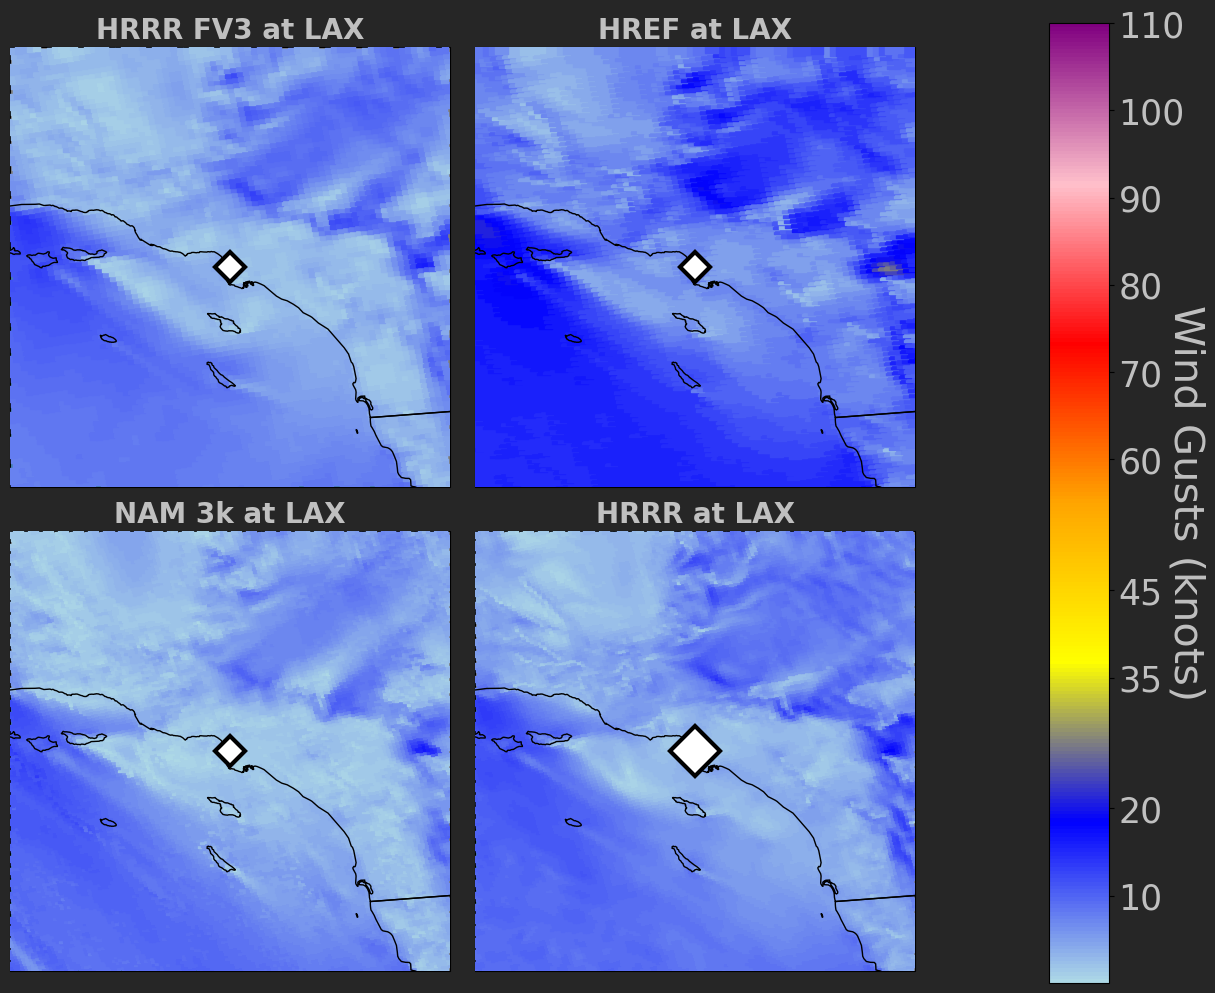 HRRR FV3 at LAX
HREF at LAX
NAM 3k at LAX
HRRR at LAX
110
100
90
80
70
60
45
35
20
10
Wind Gusts (knots)